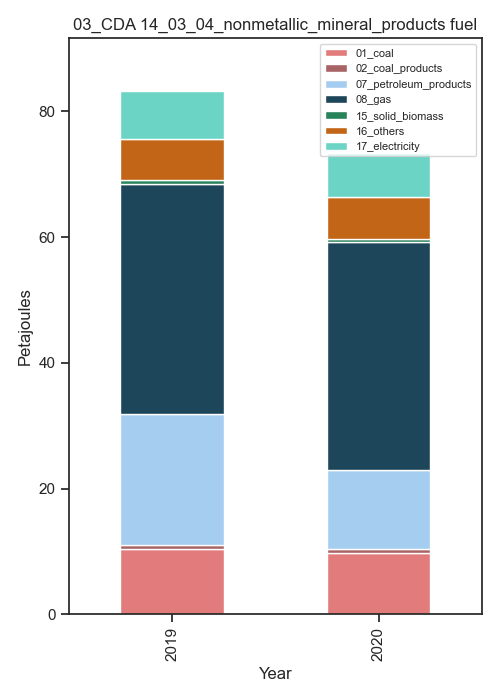 03_CDA 14_03_04_nonmetallic_mineral_products fuel
01_coal
02_coal_products
07_petroleum_products
08_gas
15_solid_biomass
16_others
17_electricity
80
60
40
20
0
Petajoules
2019
2020
Year